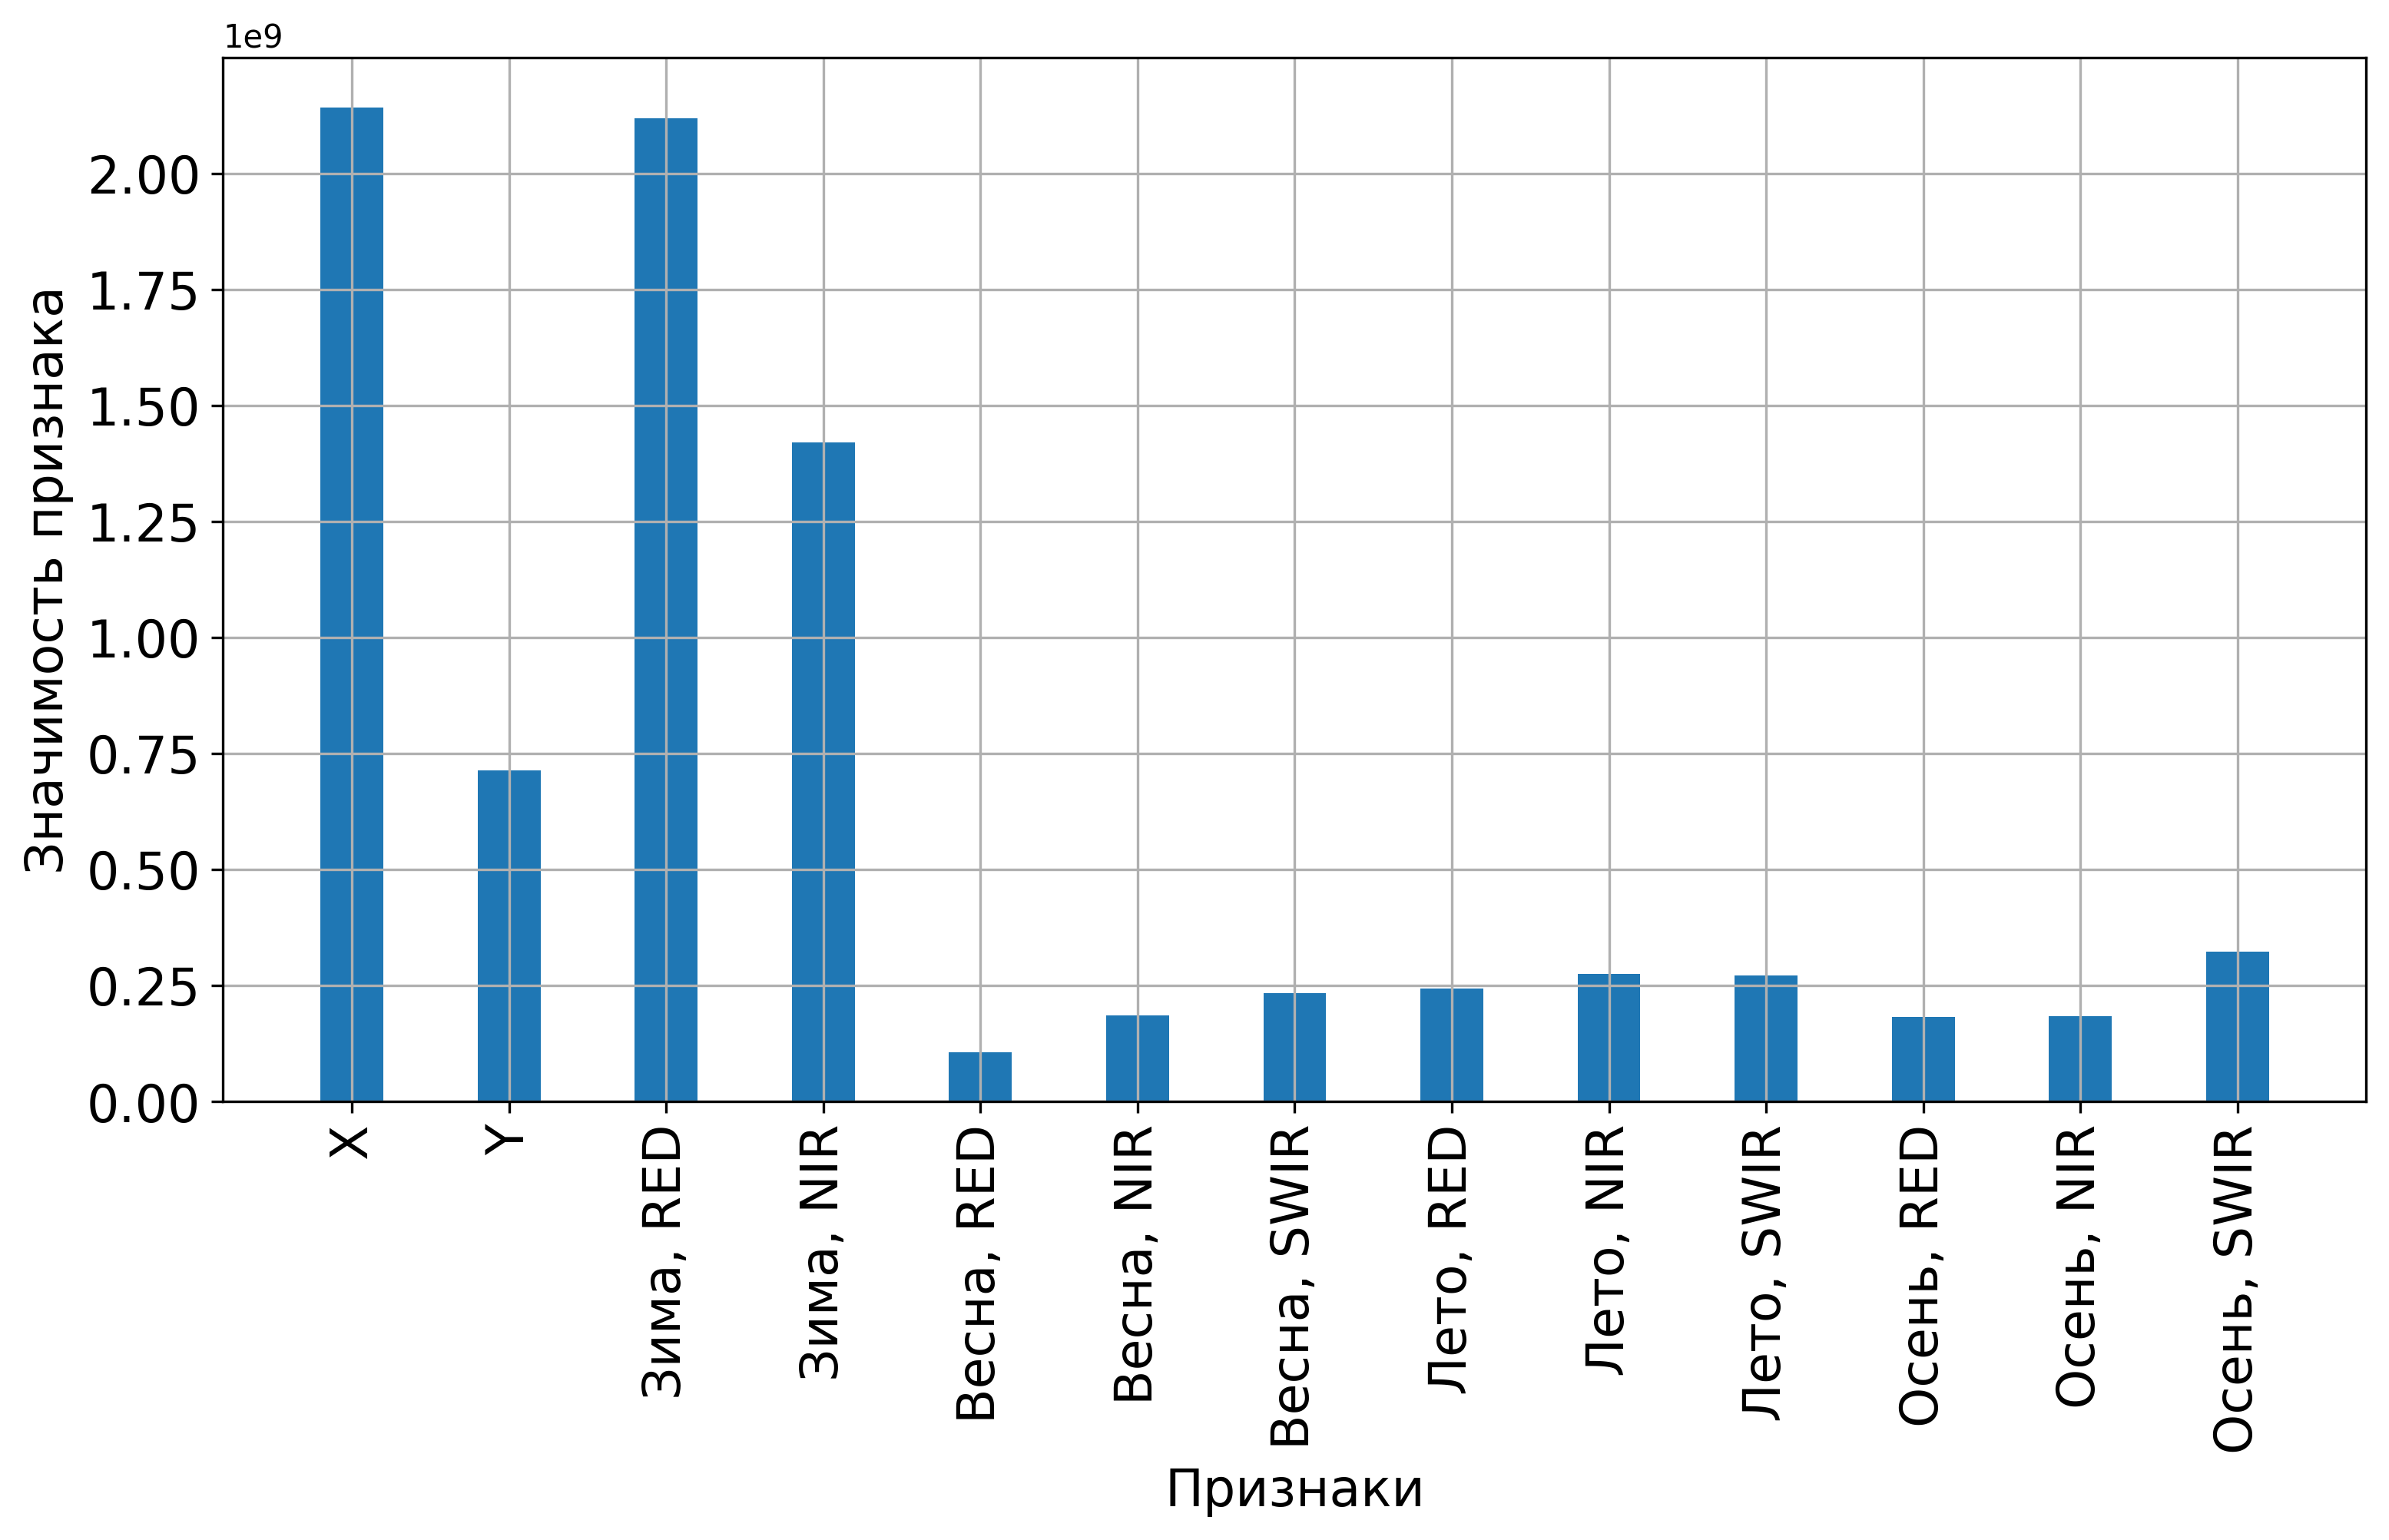 1e9
2.00
1.75
1.50
1.25
1.00
0.75
0.50
0.25
0.00
Значимость признака
X
Y
Зима, RED
Зима, NIR
Весна, RED
Весна, NIR
Весна, SWIR
Лето, RED
Лето, NIR
Лето, SWIR
Осень, RED
Осень, NIR
Осень, SWIR
Признаки